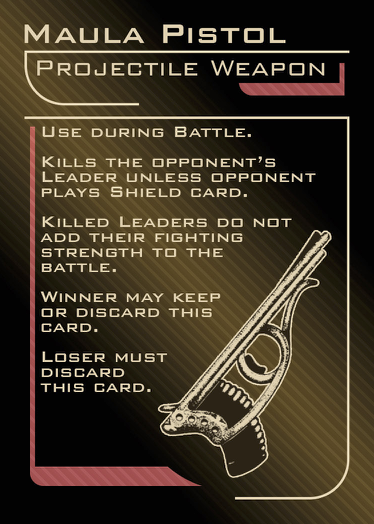 Maula Pistol
Projectile Weapon
Use during Battle.
Kills the opponent's
Leader unless opponent
plays Shield card.
Killed Leaders do not
add their fighting
strength to the
battle.
Winner may keep
or discard this
card.
Loser must
discard
this card.